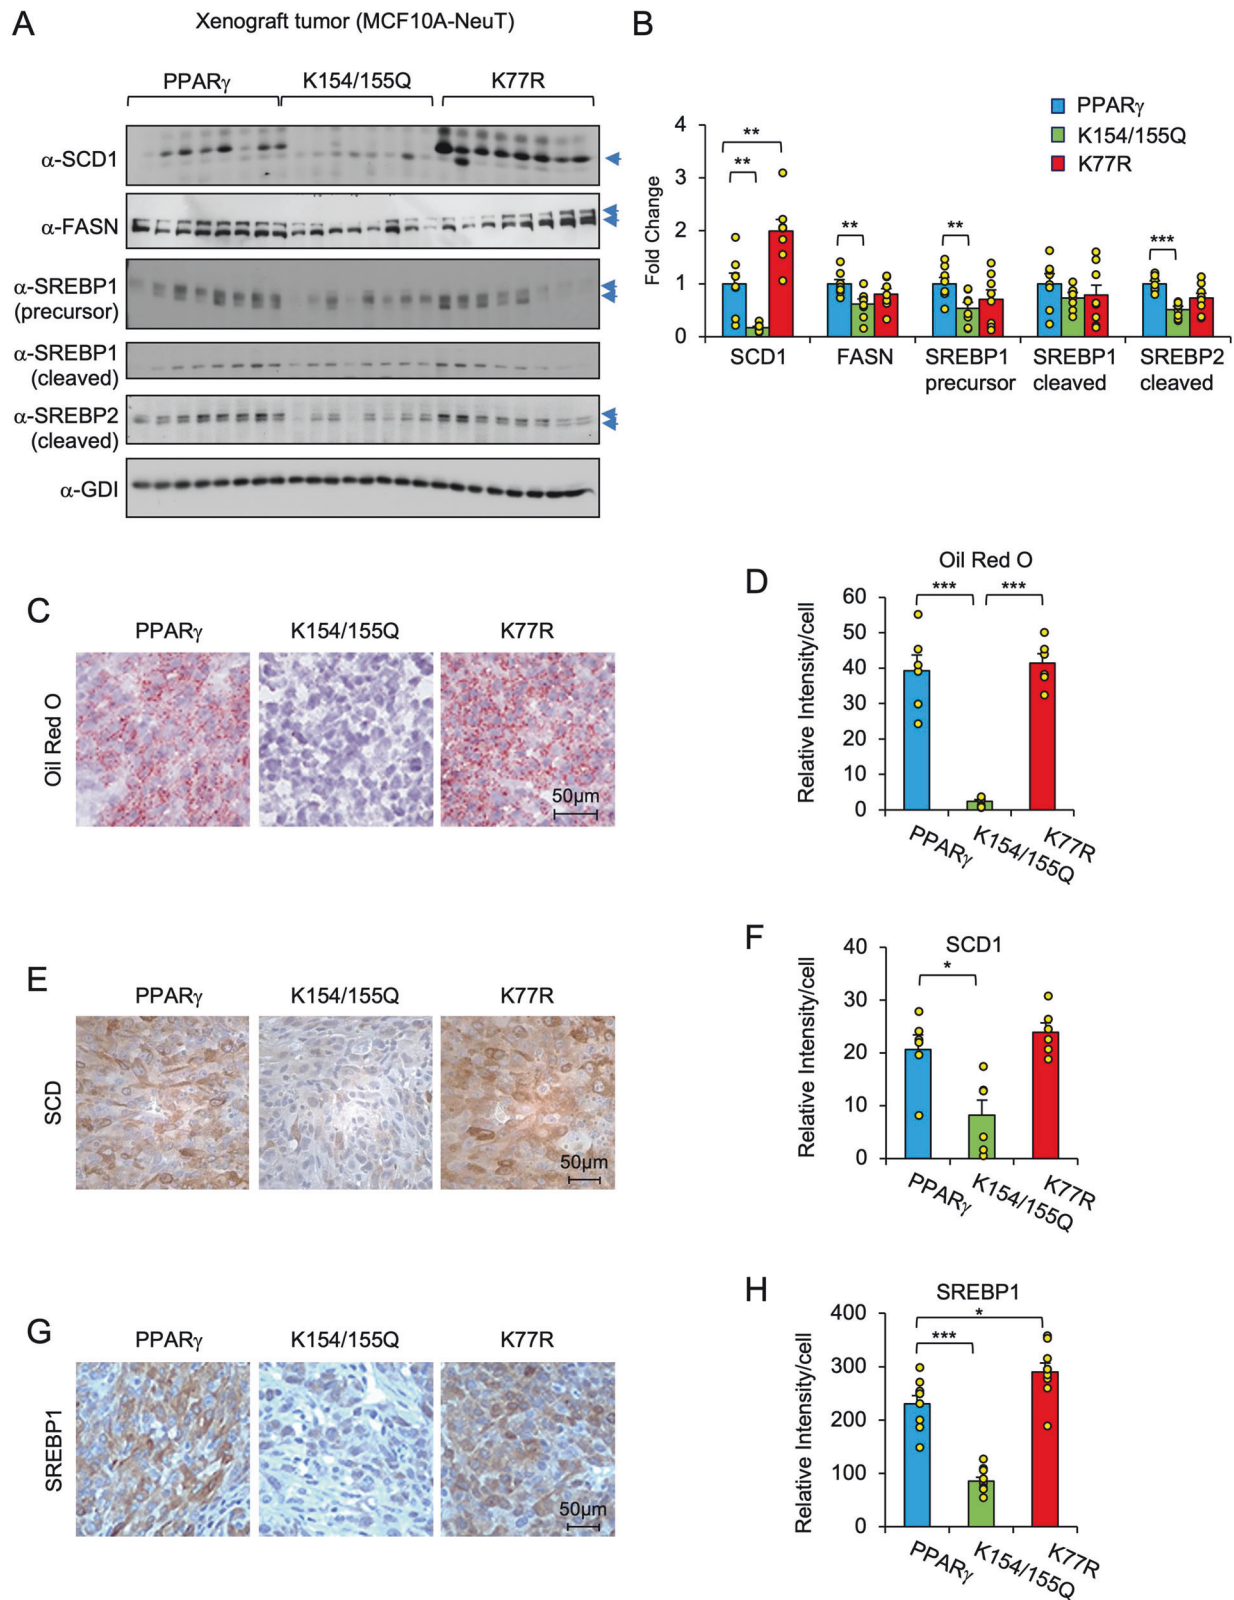 A
Xenograft tumor (MCF10A-NeuT)
PPARγ K154/155Q K77R
α-SCD1
α-FASN
α-SREBP1
(precursor)
α-SREBP1
(cleaved)
α-SREBP2
(cleaved)
α-GDI
B
PPARγ
K154/155Q
K77R
Fold Change
4
3
2
1
0
** ** ** ** ***
SCD1 FASN SREBP1 SREBP1 SREBP2
precursor cleaved cleaved
C
PPARγ K154/155Q K77R
Oil Red O
50μm
D
Oil Red O
*** ***
Relative Intensity/cell
60
50
40
30
20
10
0
PPARγ K154/155Q K77R
E
PPARγ K154/155Q K77R
SCD
50μm
F
SCD1
*
Relative Intensity/cell
40
30
20
10
0
PPARγ K154/155Q K77R
G
PPARγ K154/155Q K77R
SREBP1
50μm
H
SREBP1
*
***
Relative Intensity/cell
400
300
200
100
0
PPARγ K154/155Q K77R